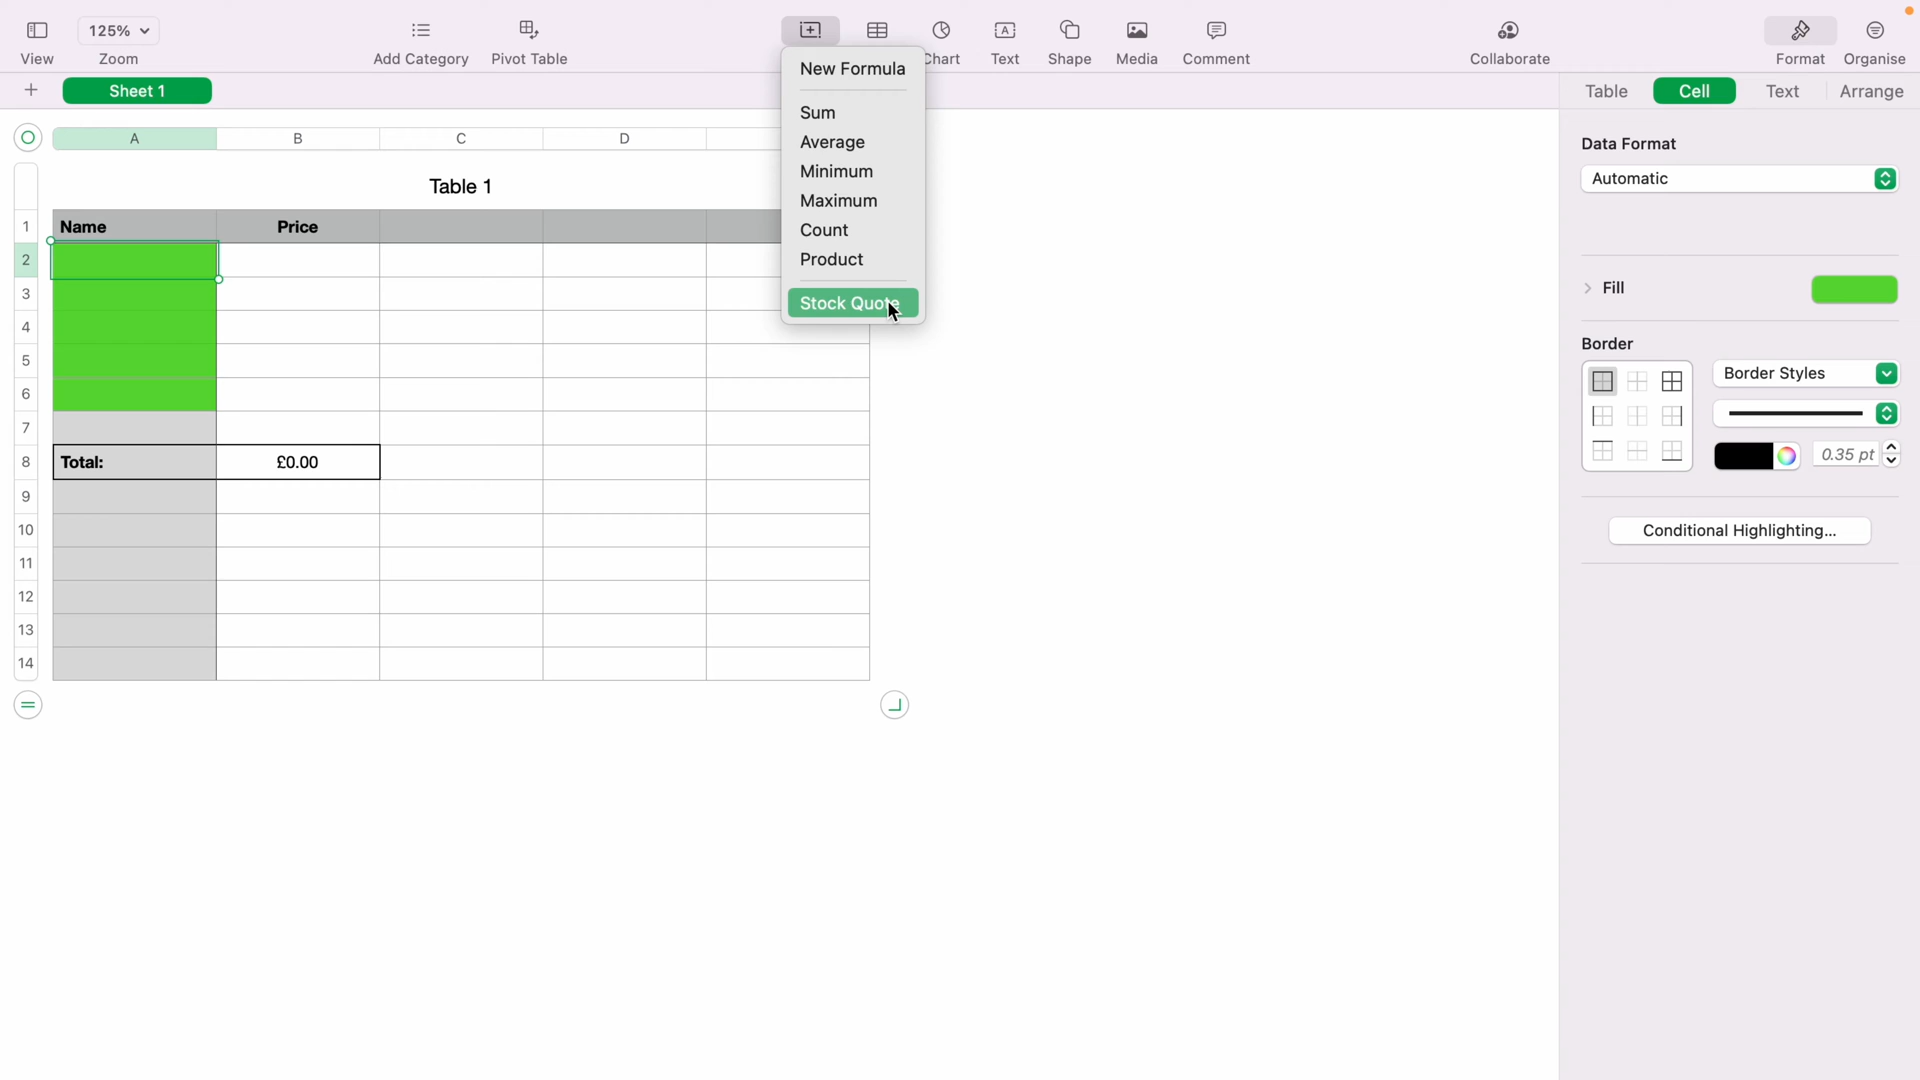 125%
View
Zoom
Add Category
Pivot Table
Chart
Text
Shape
Media
Comment
Collaborate
Format
Organise
New Formula
Sum
Average
Minimum
Maximum
Count
Product
Stock Quote
Sheet 1
Table
Cell
Text
Arrange
A
B
C
D
Table 1
1
Name
Price
2
3
4
5
6
7
8
Total:
£0.00
9
10
11
12
13
14
Data Format
Automatic
Fill
Border
Border Styles
0.35 pt
Conditional Highlighting...